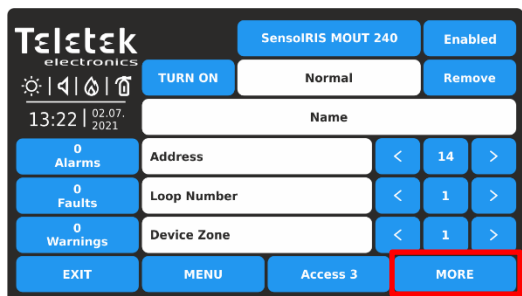 Teletek
electronics
SensoIRIS MOUT 240
Enabled
TURN ON
Normal
Remove
13:22
02.07.
2021
Name
0
Alarms
Address
<
14
>
0
Faults
Loop Number
<
1
>
0
Warnings
Device Zone
<
1
>
EXIT
MENU
Access 3
MORE